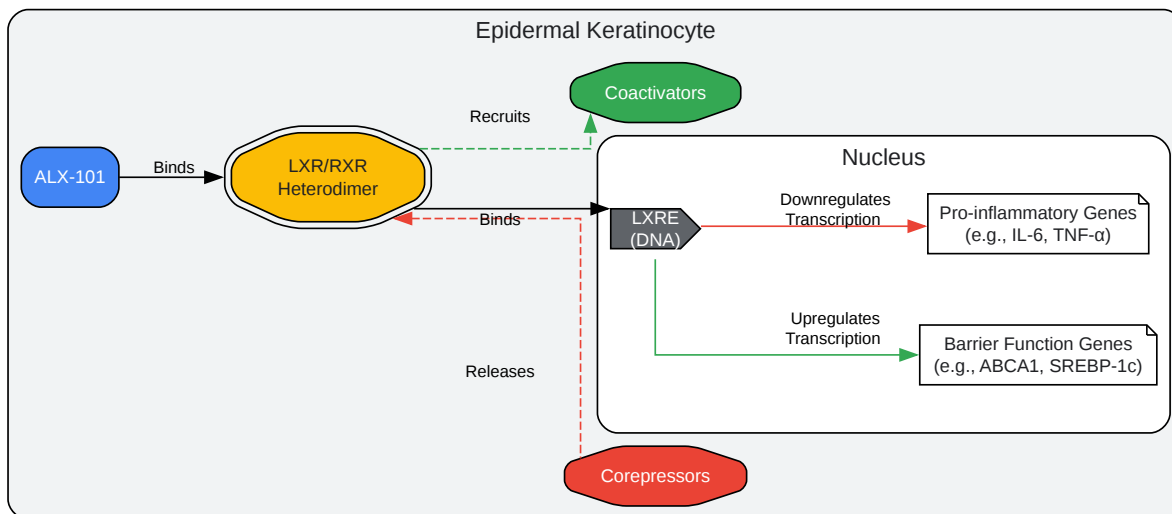 Epidermal Keratinocyte
Coactivators
Recruits
Nucleus
ALX-101
Binds
LXR/RXR
Heterodimer
Binds
LXRE
(DNA)
Downregulates
Transcription
Pro-inflammatory Genes
(e.g., IL-6, TNF-α)
Upregulates
Transcription
Barrier Function Genes
(e.g., ABCA1, SREBP-1c)
Releases
Corepressors